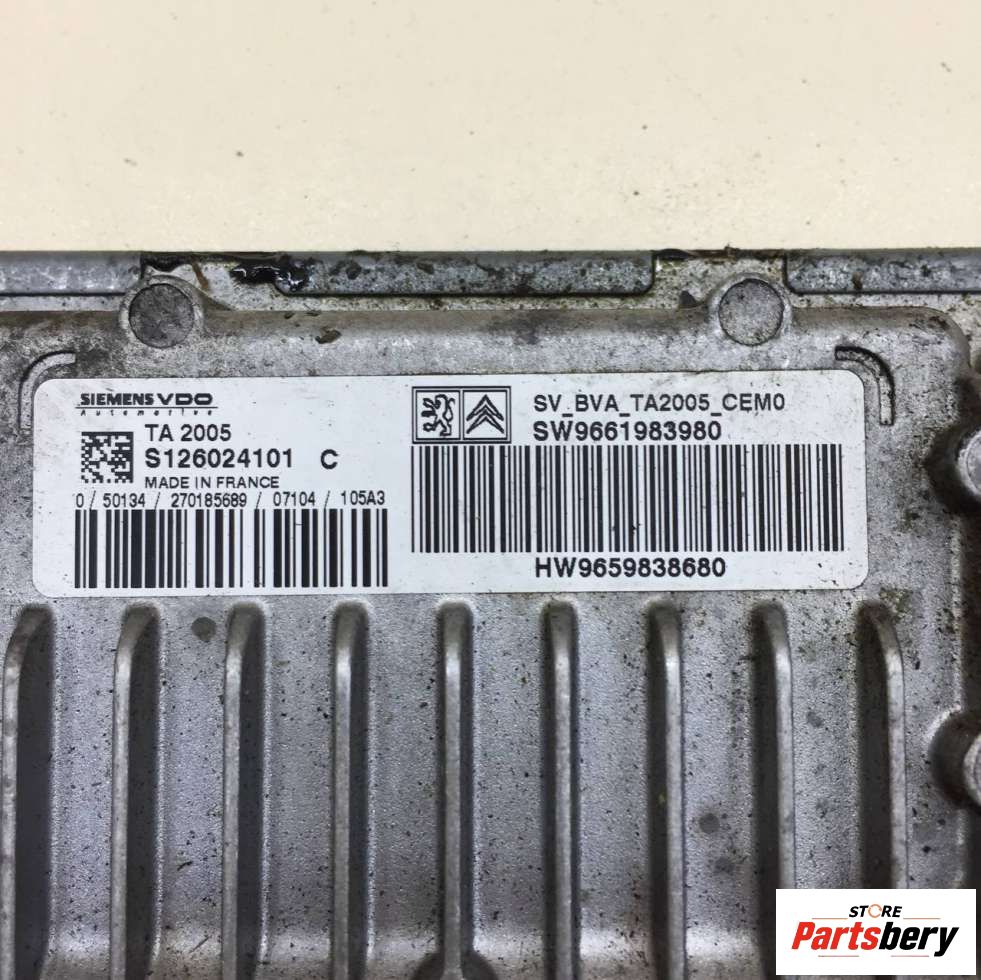 SIEMENS VDO
Automotive
TA 2005
S126024101 C
MADE IN FRANCE
0 / 50134 / 270185689 / 07104 / 105A3
SV_BVA_TA2005_CEM0
SW9661983980
HW9659838680
STORE
Partsbery